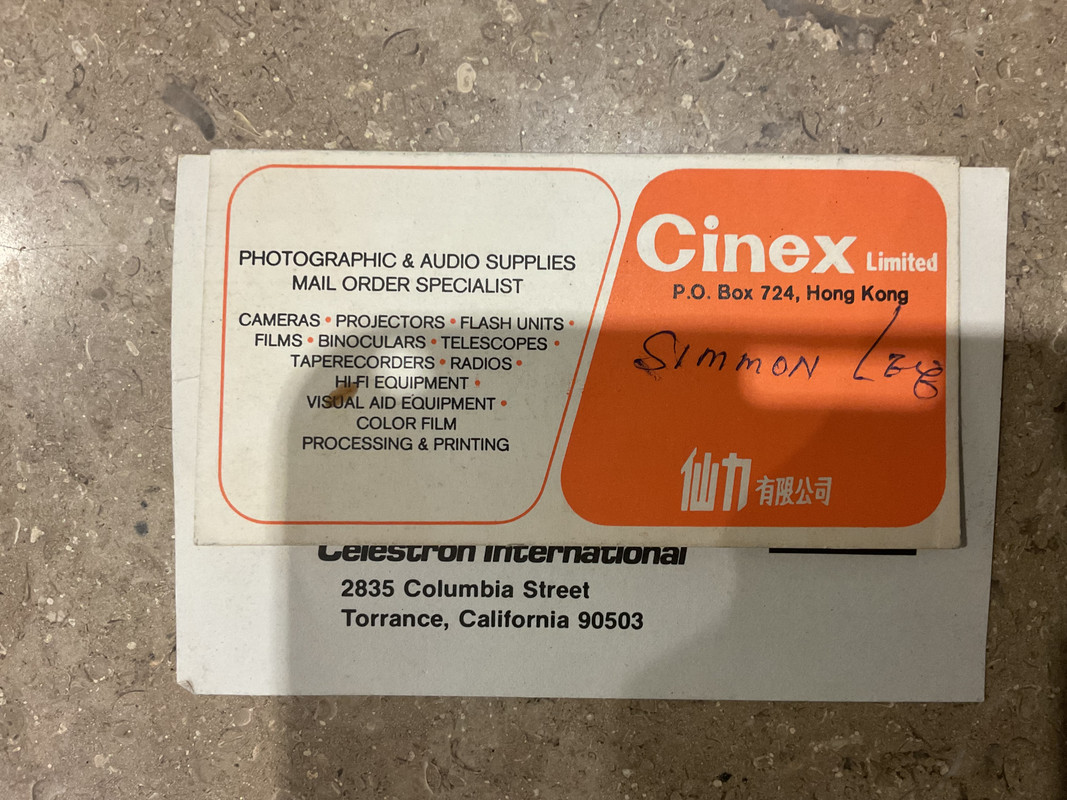 PHOTOGRAPHIC & AUDIO SUPPLIES
MAIL ORDER SPECIALIST
CAMERAS • PROJECTORS • FLASH UNITS •
FILMS • BINOCULARS • TELESCOPES •
TAPERECORDERS • RADIOS •
HI-FI EQUIPMENT •
VISUAL AID EQUIPMENT •
COLOR FILM
PROCESSING & PRINTING
Cinex Limited
P.O. Box 724, Hong Kong
SIMMON
仙力有限公司
Celestron International
2835 Columbia Street
Torrance, California 90503